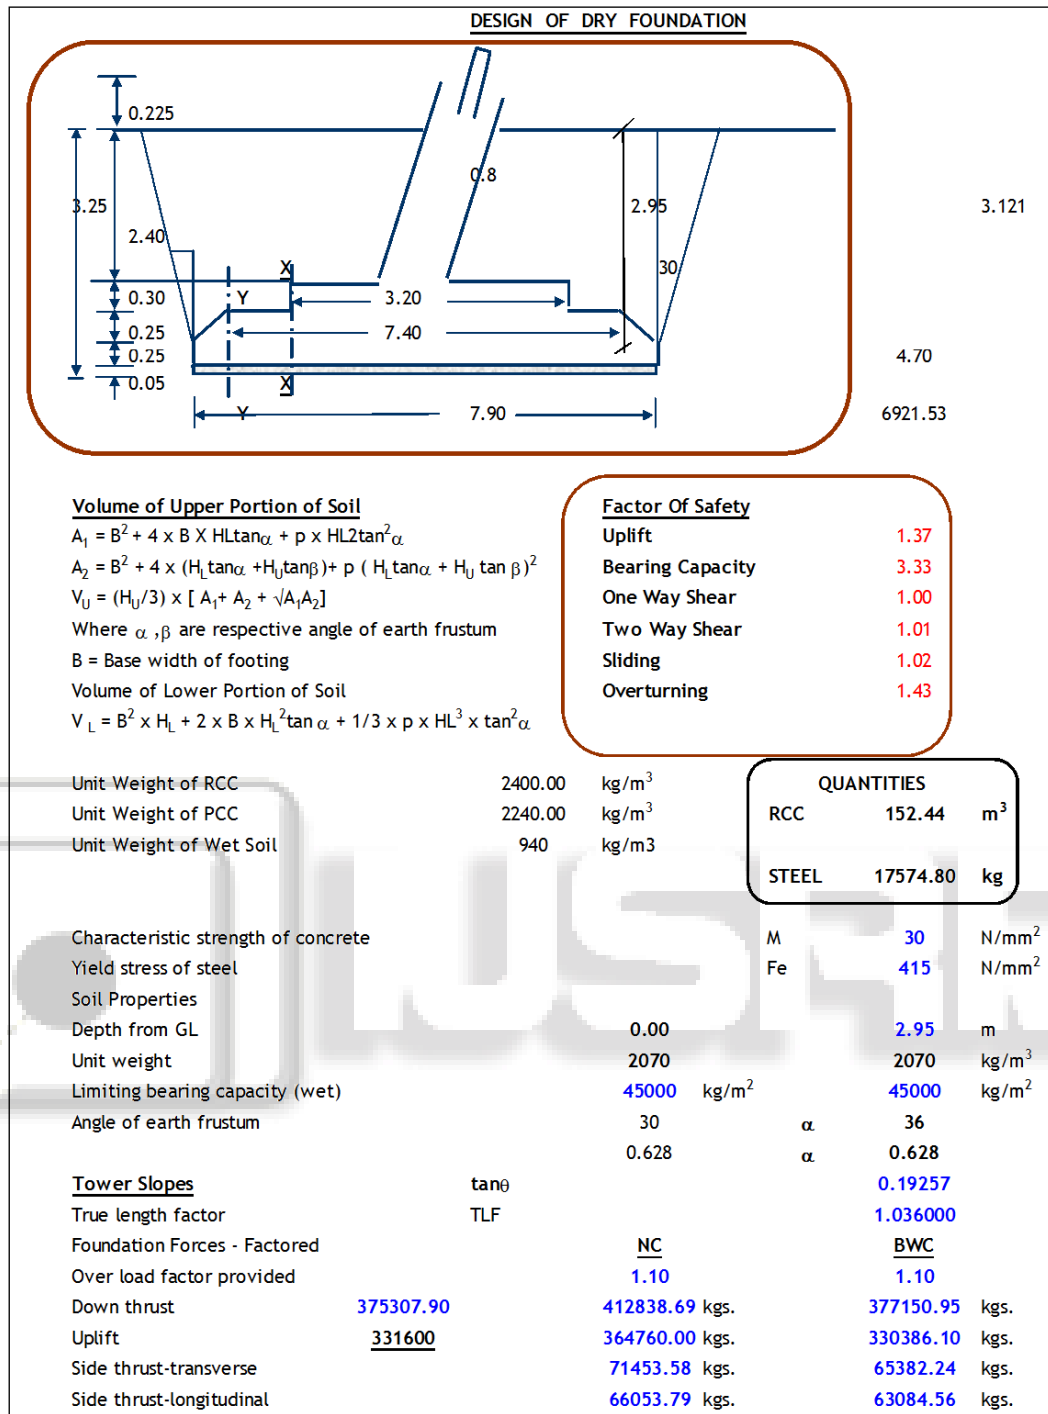 DESIGN OF DRY FOUNDATION
0.225
0.8
3.25 2.95 3.121
2.40
30
X
0.30 Y 3.20
0.25 7.40
0.25 4.70
0.05 X
Y 7.90 6921.53
Volume of Upper Portion of Soil
A₁ = B² + 4 x B X HLtanα + p x HL2tan²α
A₂ = B² + 4 x (H_Ltanα +H_Utanβ)+ p ( H_Ltanα + H_U tan β)²
V_U = (H_U/3) x [ A₁+ A₂ + √A₁A₂]
Where α ,β are respective angle of earth frustum
B = Base width of footing
Volume of Lower Portion of Soil
V_L = B² x H_L + 2 x B x H_L²tan α + 1/3 x p x HL³ x tan²α
Factor Of Safety
Uplift 1.37
Bearing Capacity 3.33
One Way Shear 1.00
Two Way Shear 1.01
Sliding 1.02
Overturning 1.43
Unit Weight of RCC 2400.00 kg/m³
Unit Weight of PCC 2240.00 kg/m³
Unit Weight of Wet Soil 940 kg/m3
QUANTITIES
RCC 152.44 m³
STEEL 17574.80 kg
Characteristic strength of concrete M 30 N/mm²
Yield stress of steel Fe 415 N/mm²
Soil Properties
Depth from GL 0.00 2.95 m
Unit weight 2070 2070 kg/m³
Limiting bearing capacity (wet) 45000 kg/m² 45000 kg/m²
Angle of earth frustum 30 α 36
0.628 α 0.628
Tower Slopes tanθ 0.19257
True length factor TLF 1.036000
Foundation Forces - Factored NC BWC
Over load factor provided 1.10 1.10
Down thrust 375307.90 412838.69 kgs. 377150.95 kgs.
Uplift 331600 364760.00 kgs. 330386.10 kgs.
Side thrust-transverse 71453.58 kgs. 65382.24 kgs.
Side thrust-longitudinal 66053.79 kgs. 63084.56 kgs.